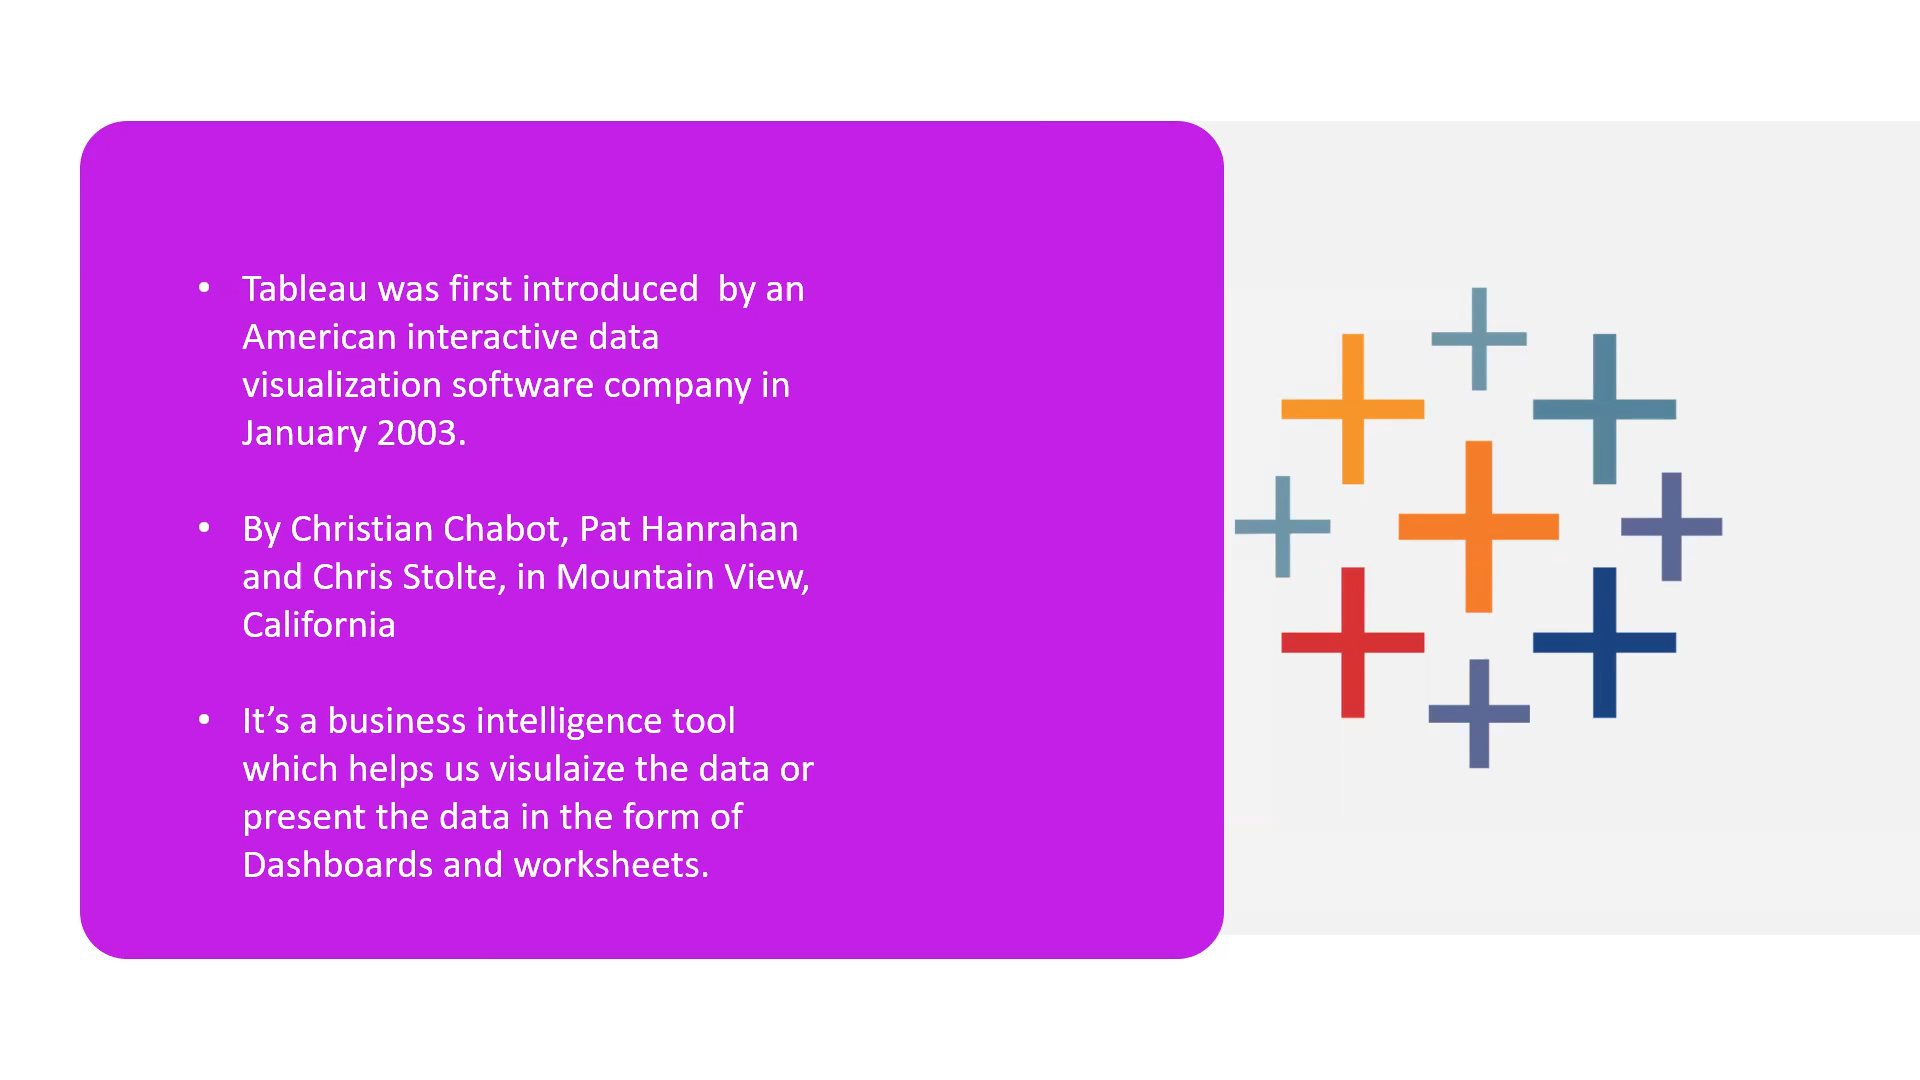 • Tableau was first introduced  by an
American interactive data
visualization software company in
January 2003.
• By Christian Chabot, Pat Hanrahan
and Chris Stolte, in Mountain View,
California
• It’s a business intelligence tool
which helps us visulaize the data or
present the data in the form of
Dashboards and worksheets.